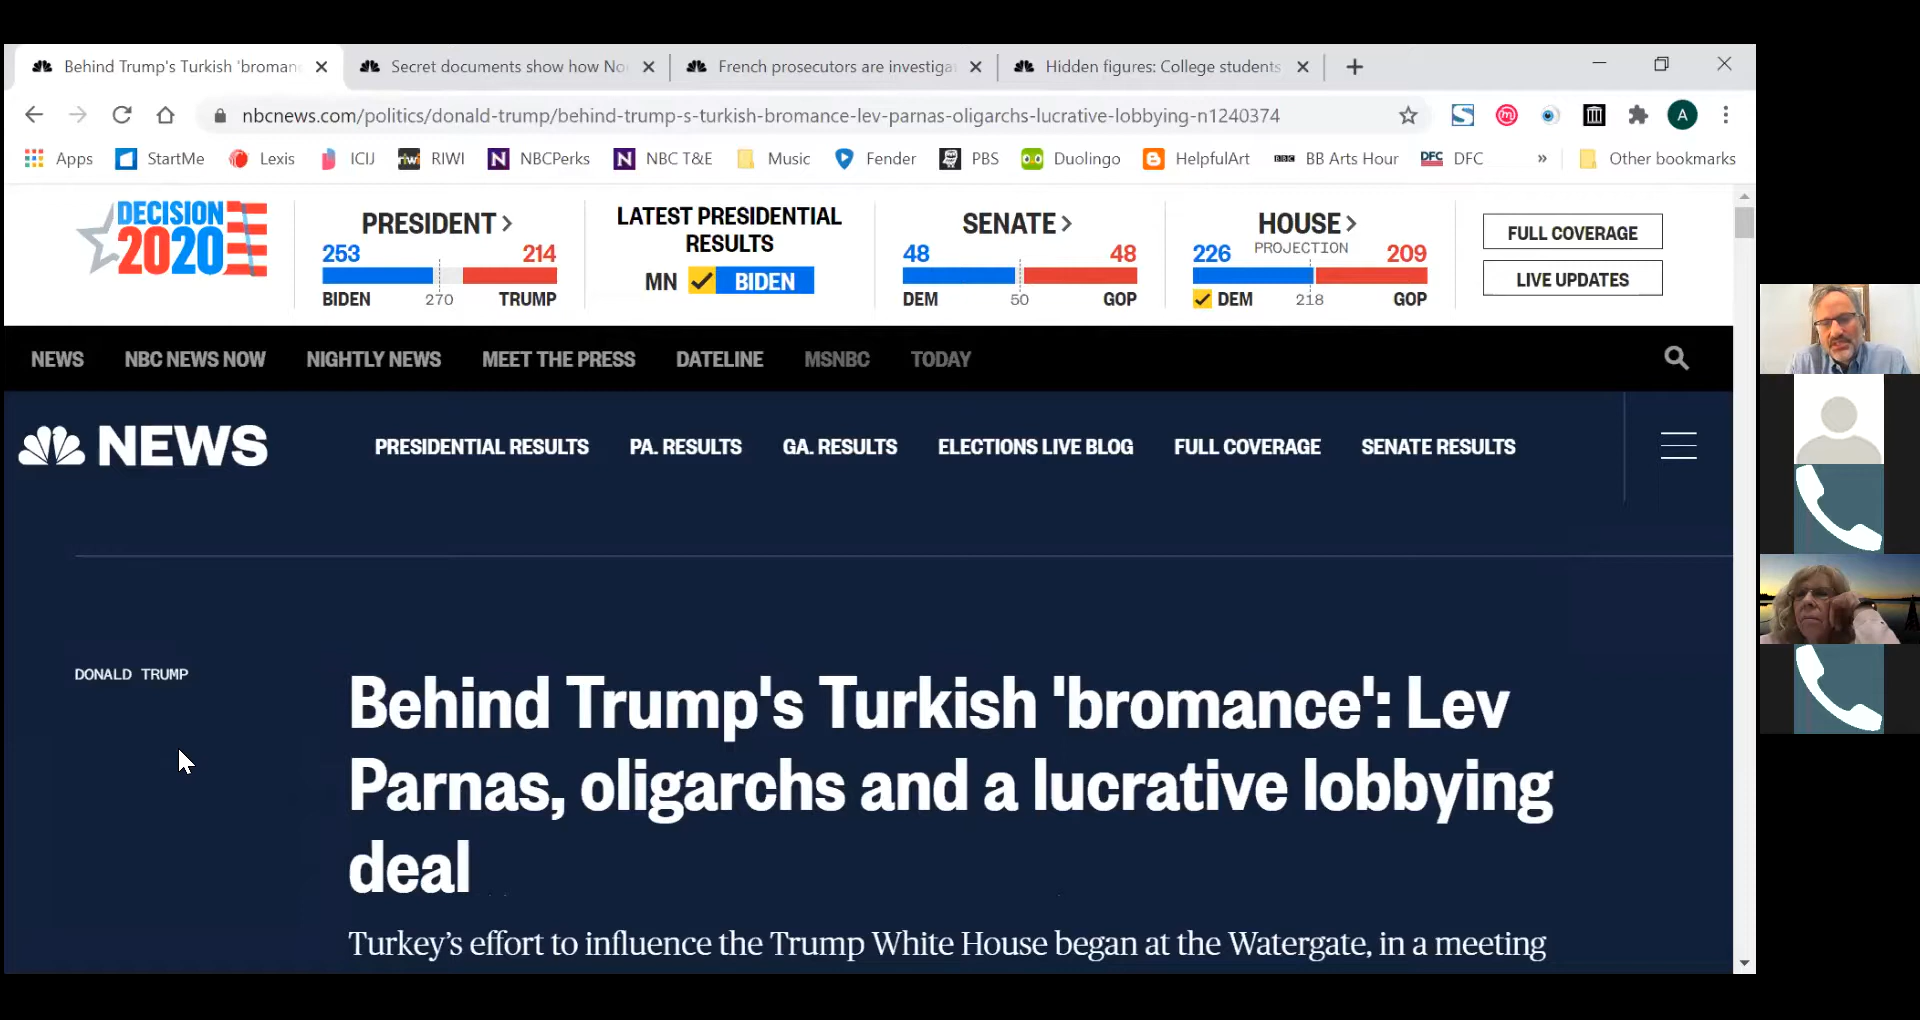 Behind Trump's Turkish 'broman
Secret documents show how No
French prosecutors are investiga
Hidden figures: College students
nbcnews.com/politics/donald-trump/behind-trump-s-turkish-bromance-lev-parnas-oligarchs-lucrative-lobbying-n1240374
A
Apps StartMe Lexis ICIJ riwi RIWI N NBCPerks N NBC T&E Music Fender PBS Duolingo HelpfulArt BBC BB Arts Hour DFC DFC » Other bookmarks
DECISION
2020
PRESIDENT >
253 214
BIDEN 270 TRUMP
LATEST PRESIDENTIAL
RESULTS
MN BIDEN
SENATE >
48 48
DEM 50 GOP
HOUSE >
PROJECTION
226 209
DEM 218 GOP
FULL COVERAGE
LIVE UPDATES
NEWS NBC NEWS NOW NIGHTLY NEWS MEET THE PRESS DATELINE MSNBC TODAY
NEWS
PRESIDENTIAL RESULTS PA. RESULTS GA. RESULTS ELECTIONS LIVE BLOG FULL COVERAGE SENATE RESULTS
DONALD TRUMP
Behind Trump's Turkish 'bromance': Lev
Parnas, oligarchs and a lucrative lobbying
deal
Turkey’s effort to influence the Trump White House began at the Watergate, in a meeting